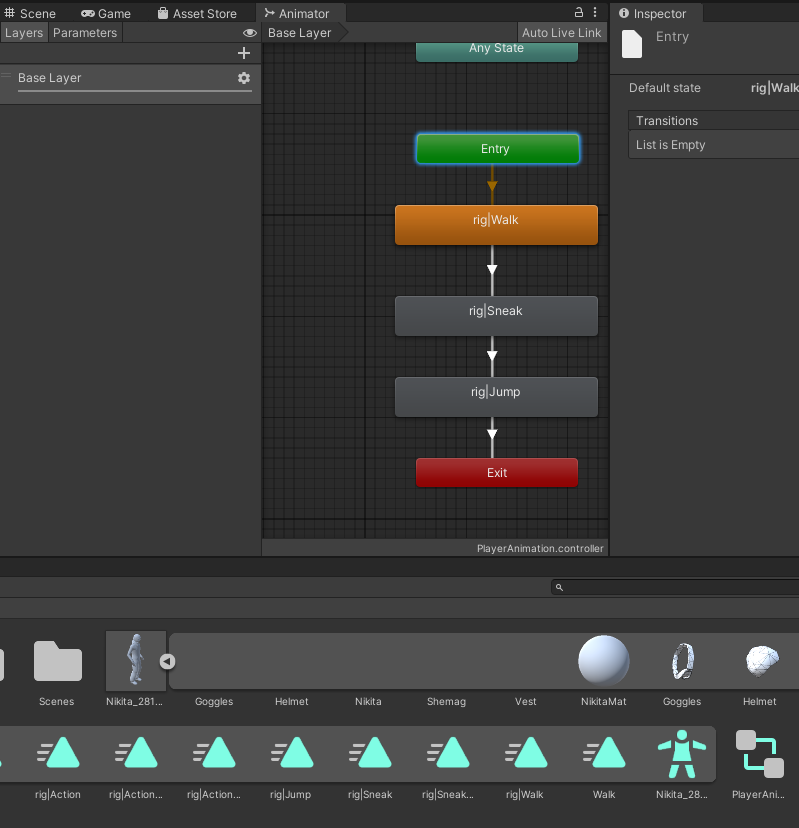 Scene Game Asset Store Animator
Inspector
Layers Parameters
Base Layer
Auto Live Link
Entry
Base Layer
Any State
Default state rig|Walk
Transitions
List is Empty
Entry
rig|Walk
rig|Sneak
rig|Jump
Exit
PlayerAnimation.controller
Scenes Nikita_281... Goggles Helmet Nikita Shemag Vest NikitaMat Goggles Helmet
rig|Action rig|Action... rig|Action... rig|Jump rig|Sneak rig|Sneak... rig|Walk Walk Nikita_28... PlayerAni...